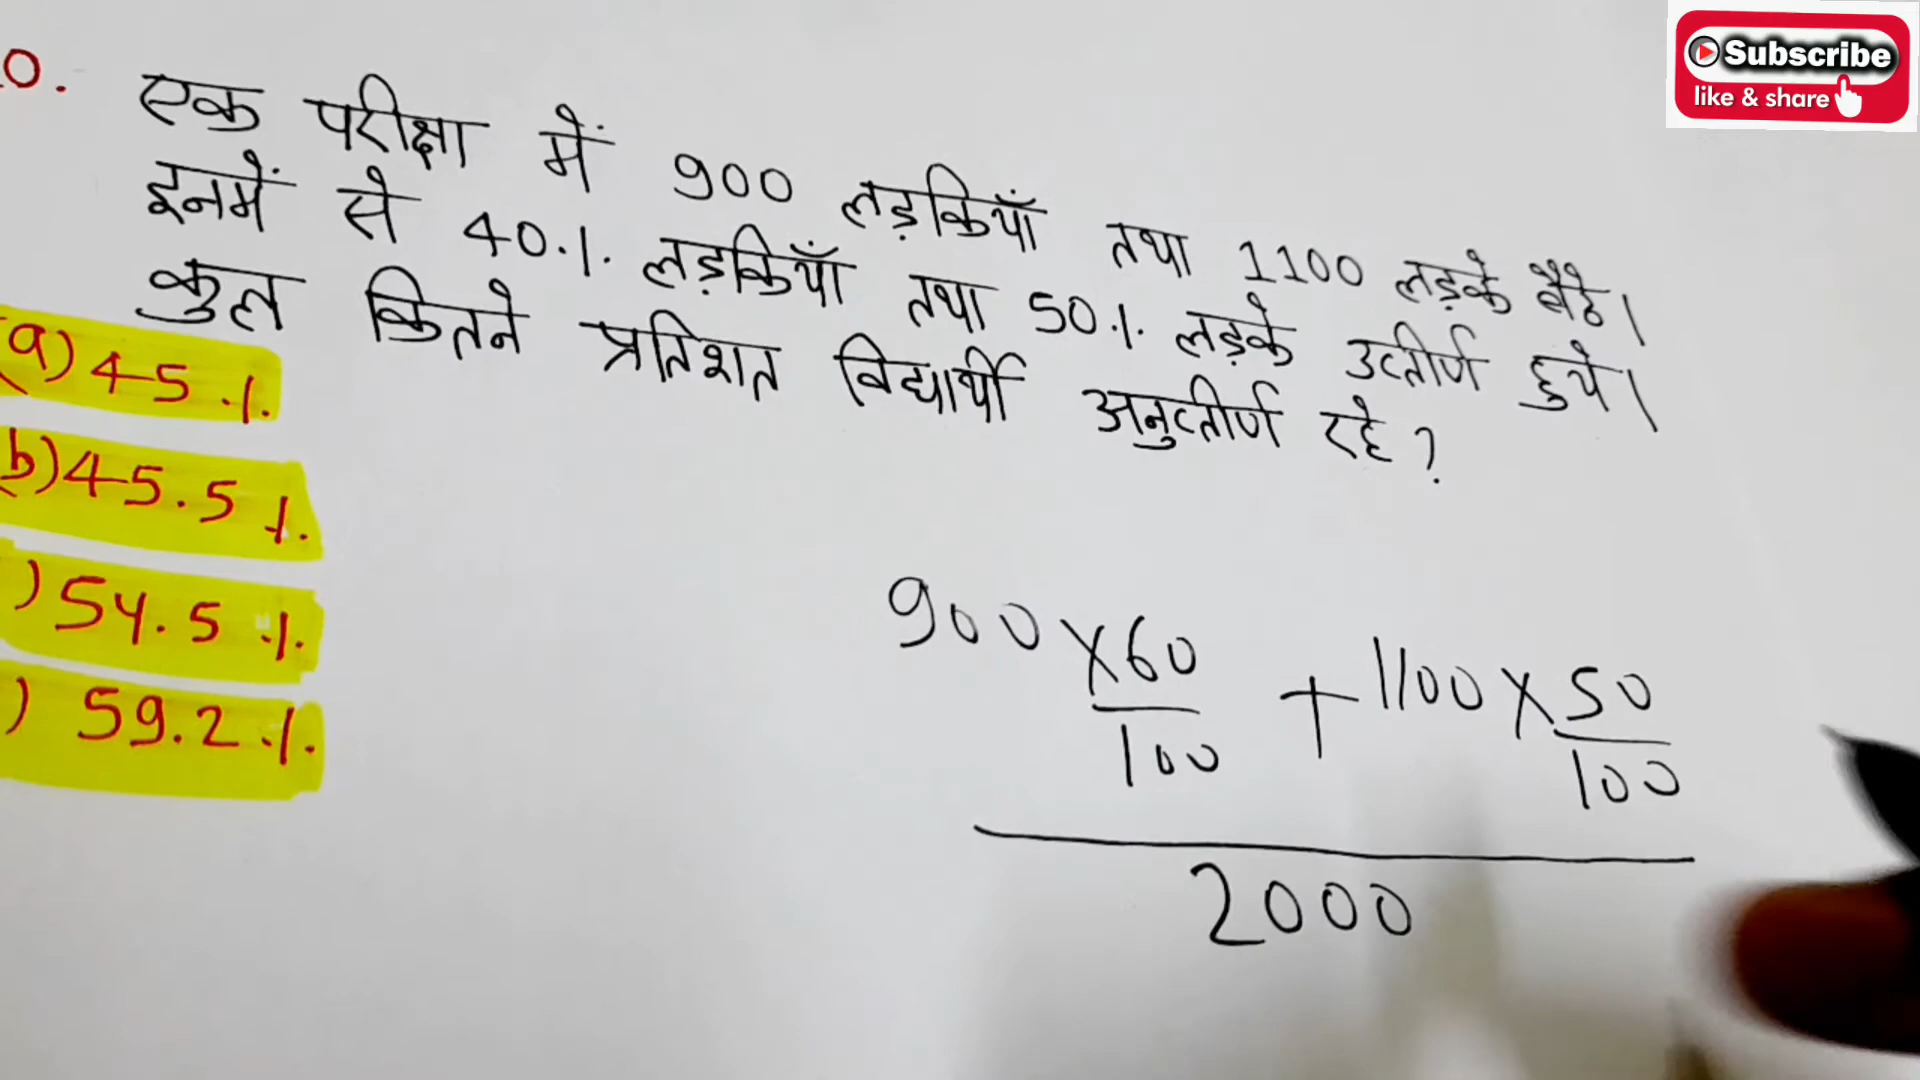 0.
एक परीक्षा में 900 लड़कियाँ तथा 1100 लड़के बैठे।
इनमें से 40% लड़कियाँ तथा 50% लड़के उत्तीर्ण हुये।
कुल कितने प्रतिशत विद्यार्थी अनुत्तीर्ण रहे?
(a) 45%
(b) 45.5%
) 54.5%
) 59.2%
900 × 60/100 + 1100 × 50/100
2000
Subscribe
like & share